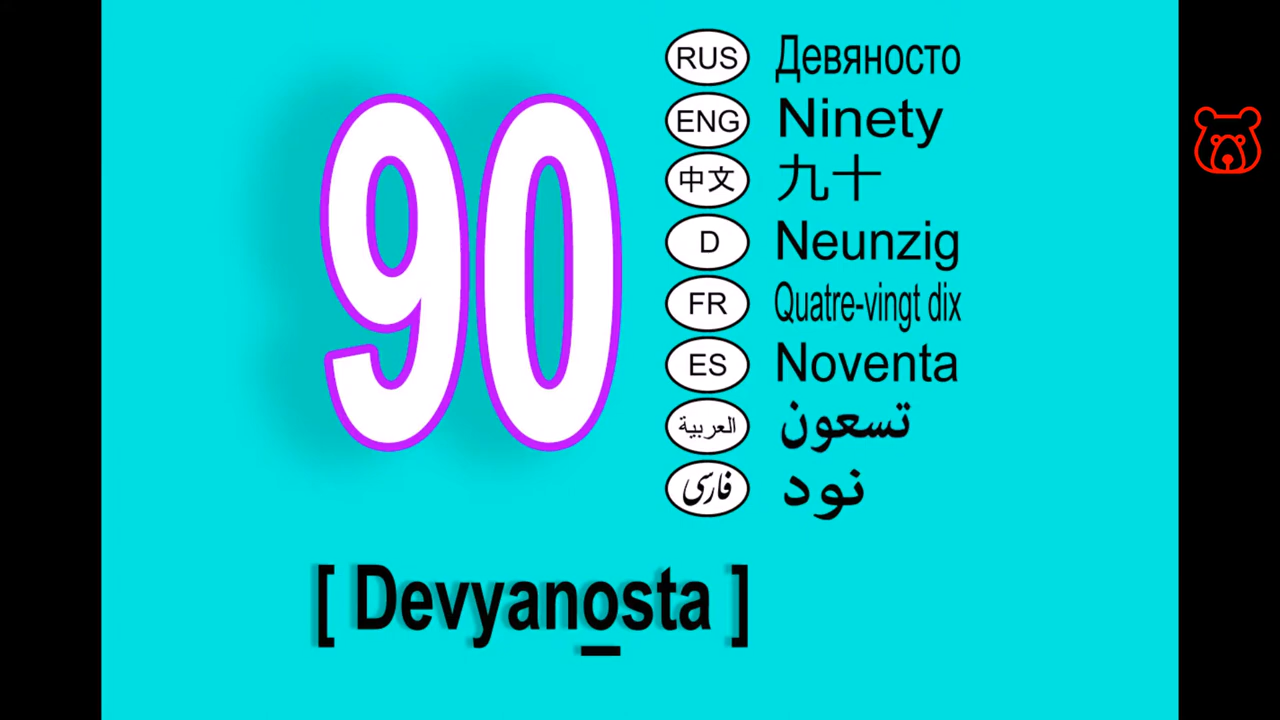 90
RUS Девяносто
ENG Ninety
中文 九十
D Neunzig
FR Quatre-vingt dix
ES Noventa
العربية تسعون
فارسی نود
[ Devyanosta ]